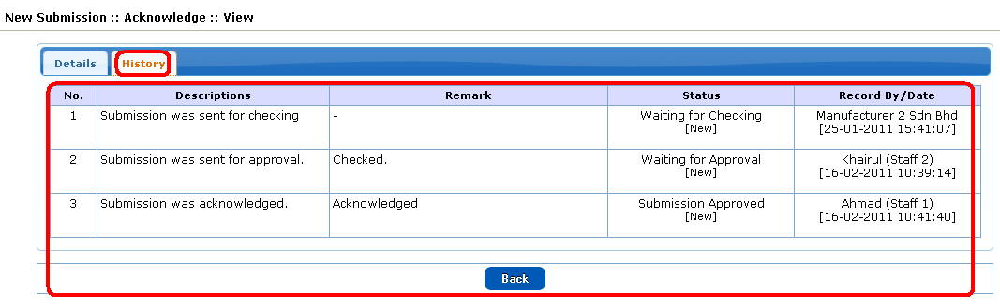 New Submission :: Acknowledge :: View
Details History
No. Descriptions Remark Status Record By/Date
1 Submission was sent for checking - Waiting for Checking Manufacturer 2 Sdn Bhd
[New] [25-01-2011 15:41:07]
2 Submission was sent for approval. Checked. Waiting for Approval Khairul (Staff 2)
[New] [16-02-2011 10:39:14]
3 Submission was acknowledged. Acknowledged Submission Approved Ahmad (Staff 1)
[New] [16-02-2011 10:41:40]
Back